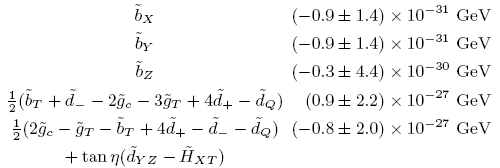 b̃_X (−0.9 ± 1.4) × 10^−31 GeV
b̃_Y (−0.9 ± 1.4) × 10^−31 GeV
b̃_Z (−0.3 ± 4.4) × 10^−30 GeV
½(b̃_T + d̃_− − 2g̃_c − 3g̃_T + 4d̃_+ − d̃_Q) (0.9 ± 2.2) × 10^−27 GeV
½(2g̃_c − g̃_T − b̃_T + 4d̃_+ − d̃_− − d̃_Q) (−0.8 ± 2.0) × 10^−27 GeV
+ tan η(d̃_YZ − H̃_XT)